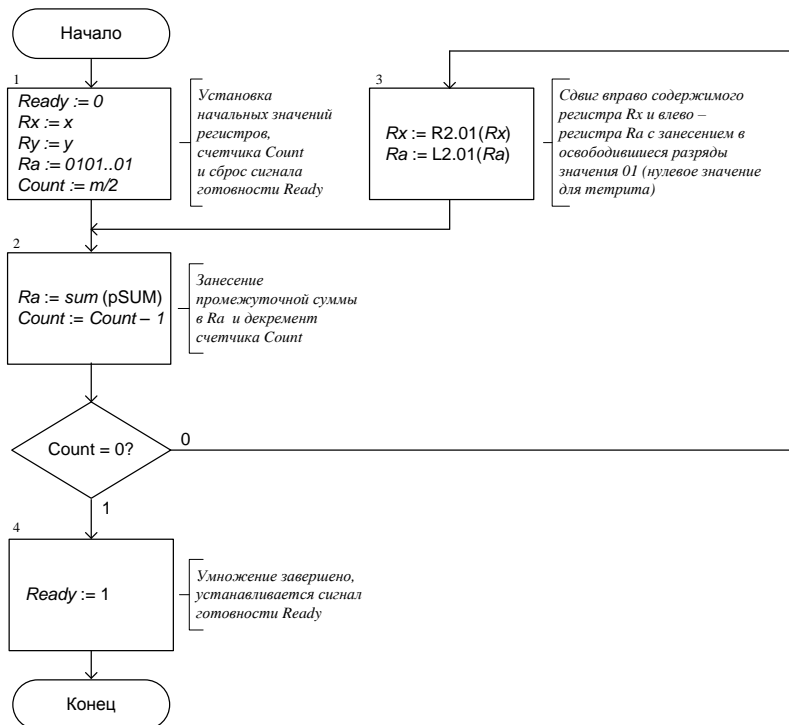 Начало
1
Ready := 0
Rx := x
Ry := y
Ra := 0101..01
Count := m/2
Установка
начальных значений
регистров,
счетчика Count
и сброс сигнала
готовности Ready
3
Rx := R2.01(Rx)
Ra := L2.01(Ra)
Сдвиг вправо содержимого
регистра Rx и влево –
регистра Ra с занесением в
освободившиеся разряды
значения 01 (нулевое значение
для тетрита)
2
Ra := sum (pSUM)
Count := Count – 1
Занесение
промежуточной суммы
в Ra и декремент
счетчика Count
Count = 0?
0
1
4
Ready := 1
Умножение завершено,
устанавливается сигнал
готовности Ready
Конец